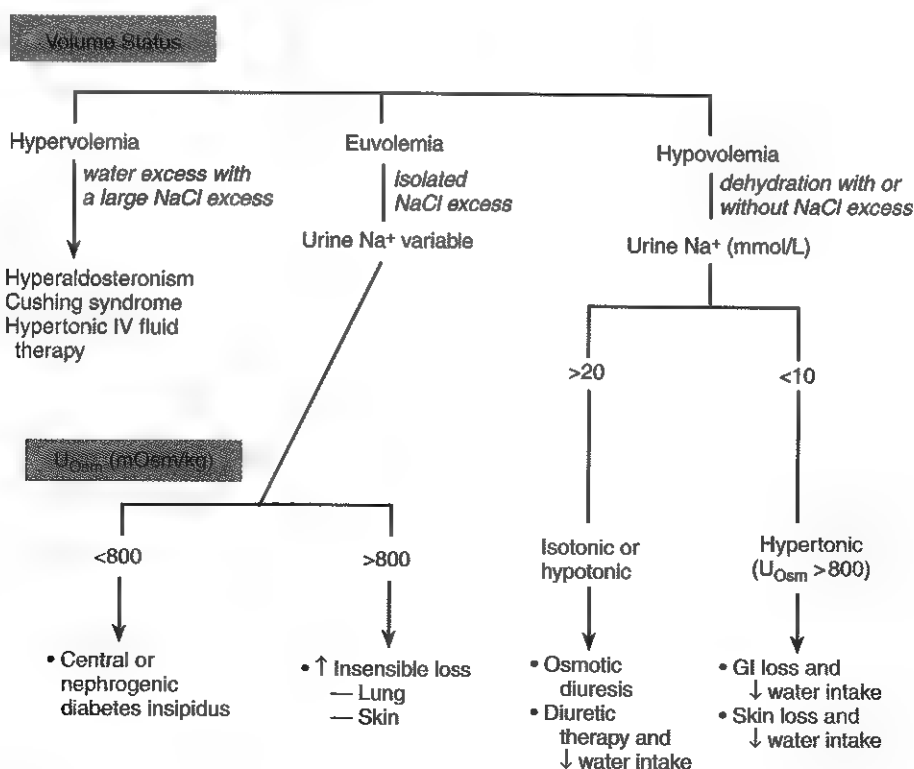 Volume Status
Hypervolemia
water excess with
a large NaCl excess
Hyperaldosteronism
Cushing syndrome
Hypertonic IV fluid
therapy
Euvolemia
Isolated
NaCl excess
Urine Na⁺ variable
Hypovolemia
dehydration with or
without NaCl excess
Urine Na⁺ (mmol/L)
>20
<10
U_Osm (mOsm/kg)
<800
>800
Isotonic or
hypotonic
Hypertonic
(U_Osm >800)
• Central or
nephrogenic
diabetes insipidus
• ↑ Insensible loss
— Lung
— Skin
• Osmotic
diuresis
• Diuretic
therapy and
↓ water intake
• GI loss and
↓ water intake
• Skin loss and
↓ water intake